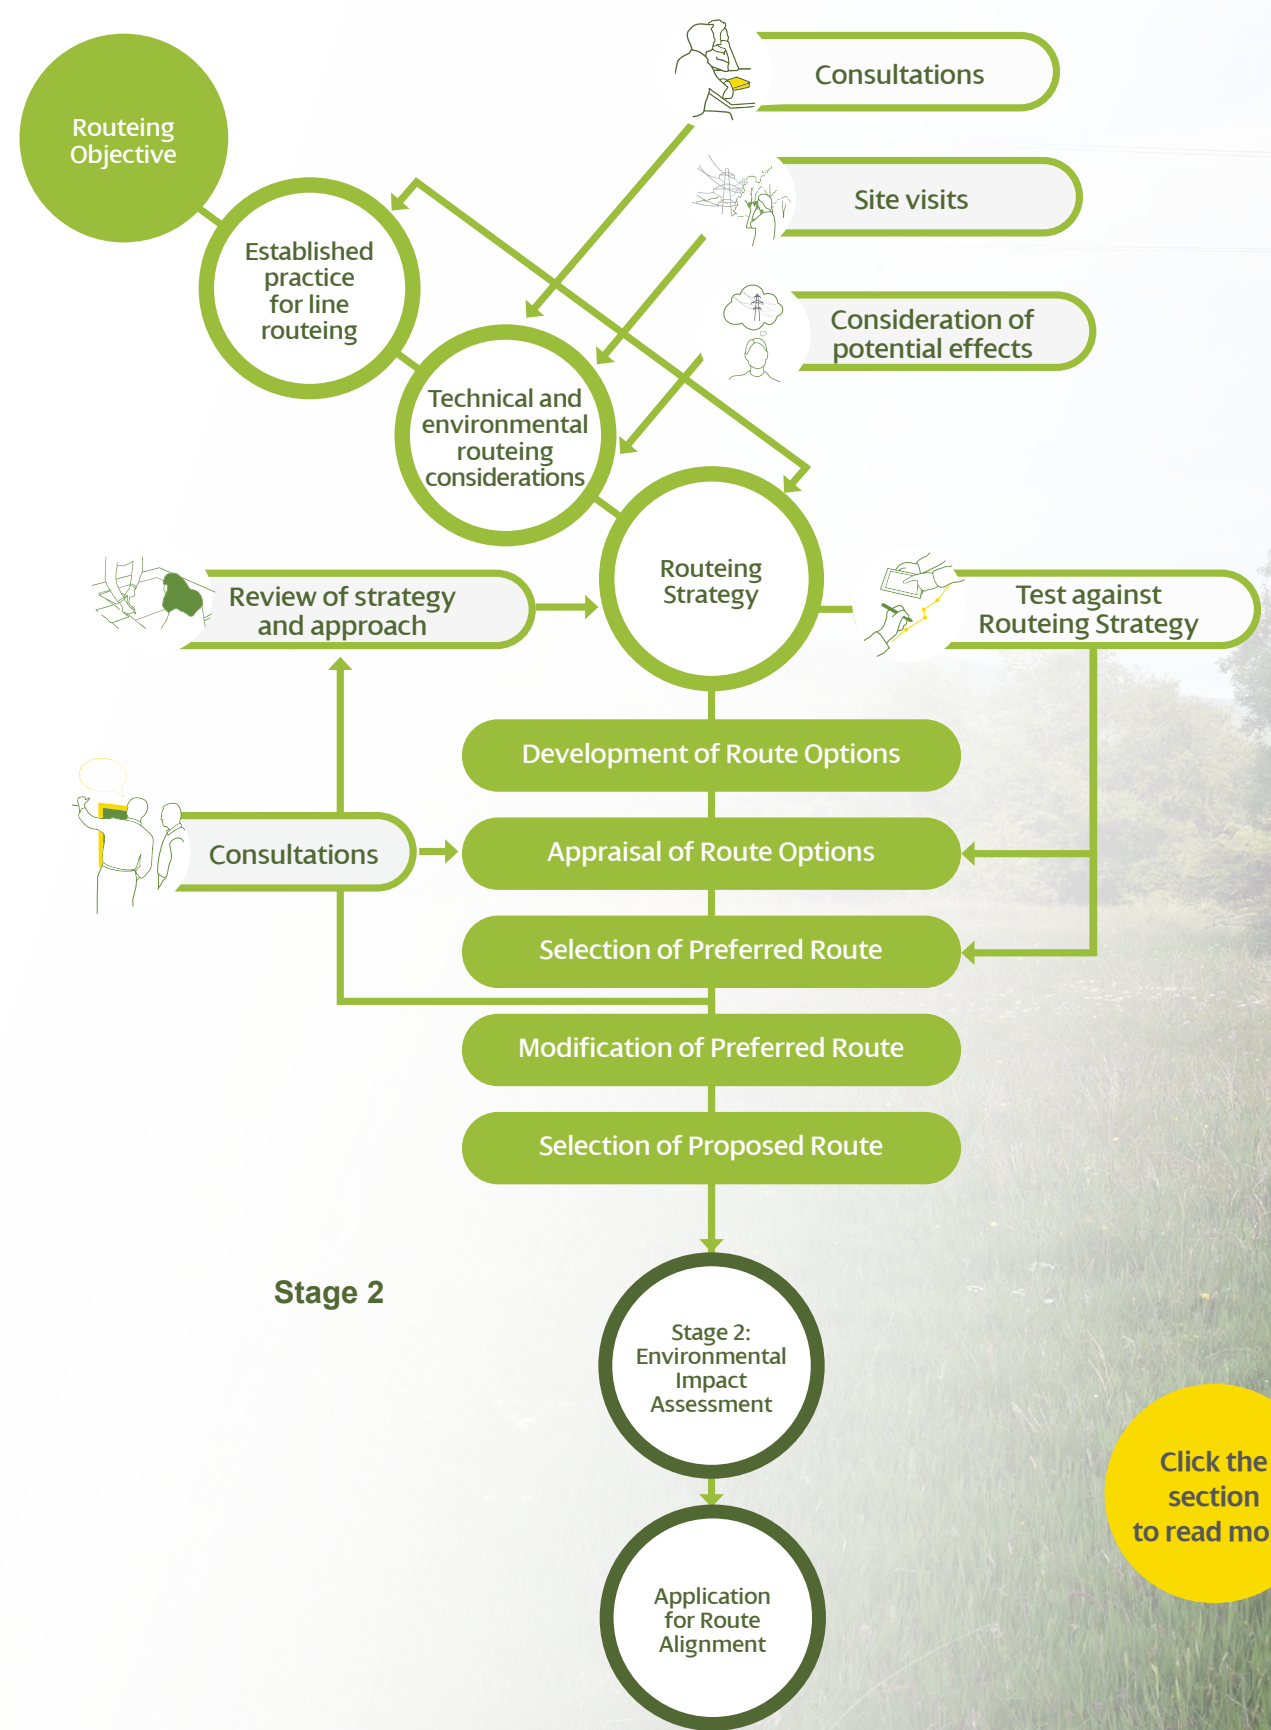 Routeing
Objective
Consultations
Site visits
Consideration of
potential effects
Established
practice
for line
routeing
Technical and
environmental
routeing
considerations
Routeing
Strategy
Review of strategy
and approach
Test against
Routeing Strategy
Development of Route Options
Consultations
Appraisal of Route Options
Selection of Preferred Route
Modification of Preferred Route
Selection of Proposed Route
Stage 2
Stage 2:
Environmental
Impact
Assessment
Click the
section
to read mo
Application
for Route
Alignment